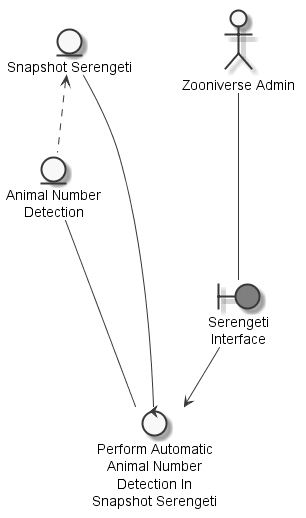 Snapshot Serengeti
Zooniverse Admin
Animal Number
Detection
Serengeti
Interface
Perform Automatic
Animal Number
Detection In
Snapshot Serengeti